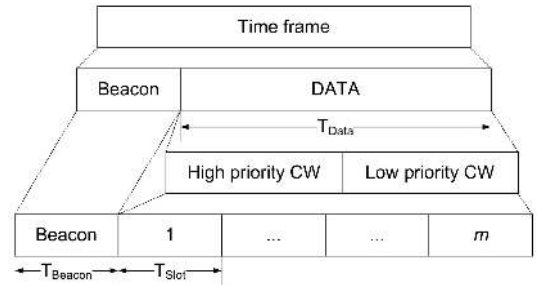 Time frame
Beacon DATA
T_Data
High priority CW Low priority CW
Beacon 1 ... ... m
T_Beacon T_Slot